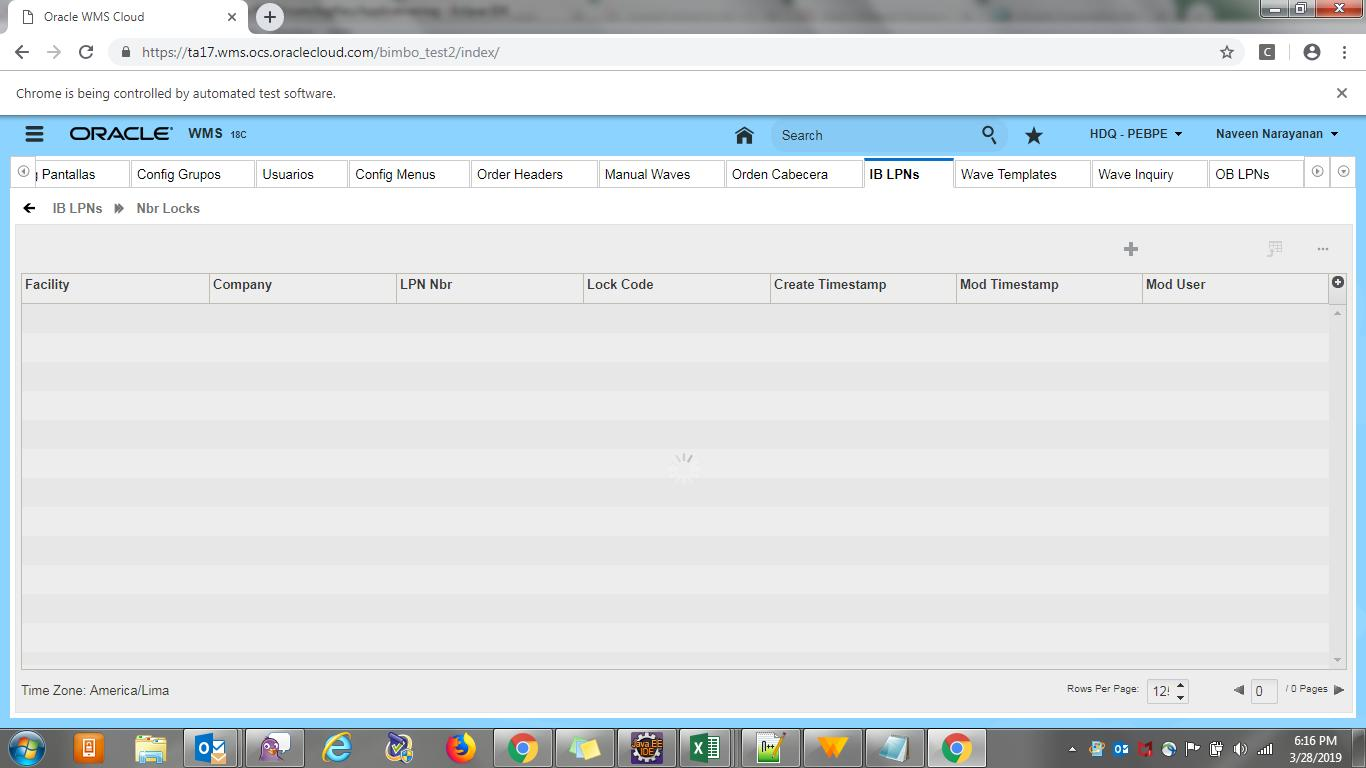 Oracle WMS Cloud
https://ta17.wms.ocs.oraclecloud.com/bimbo_test2/index/
C
Chrome is being controlled by automated test software.
ORACLE WMS 18C
Search
HDQ - PEBPE
Naveen Narayanan
Pantallas
Config Grupos
Usuarios
Config Menus
Order Headers
Manual Waves
Orden Cabecera
IB LPNs
Wave Templates
Wave Inquiry
OB LPNs
IB LPNs
Nbr Locks
Facility
Company
LPN Nbr
Lock Code
Create Timestamp
Mod Timestamp
Mod User
Time Zone: America/Lima
Rows Per Page:
0
/ 0 Pages
Java EE
IDE
6:16 PM
3/28/2019